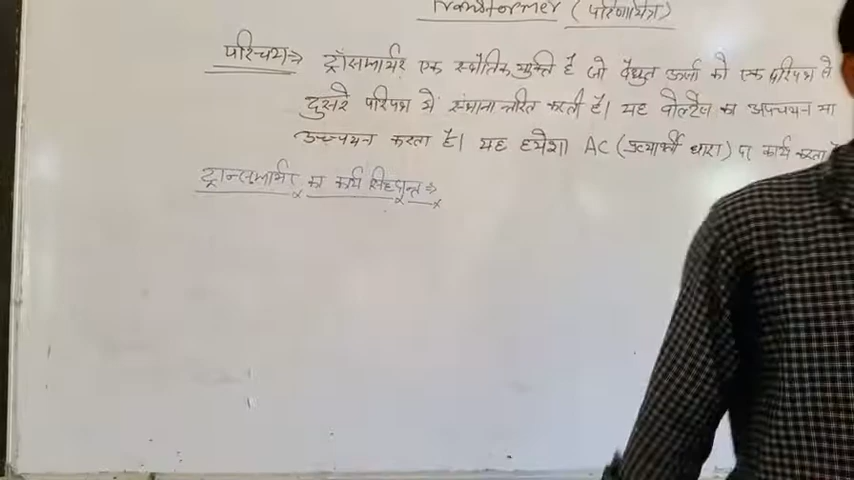 Transformer (परिणामित्र)
परिचय⇒ ट्राँसफार्मर एक स्थैतिक युक्ति है जो वैद्युत ऊर्जा को एक परिपथ से
दुसरे परिपथ में स्थाना न्तरित करती है। यह वोल्टेज का अपचयन या
उच्चयन करता है। यह हमेशा AC (प्रत्यावर्ती धारा) पर कार्य करता
ट्रान्सफार्मर का कार्य सिद्धान्त ⇒